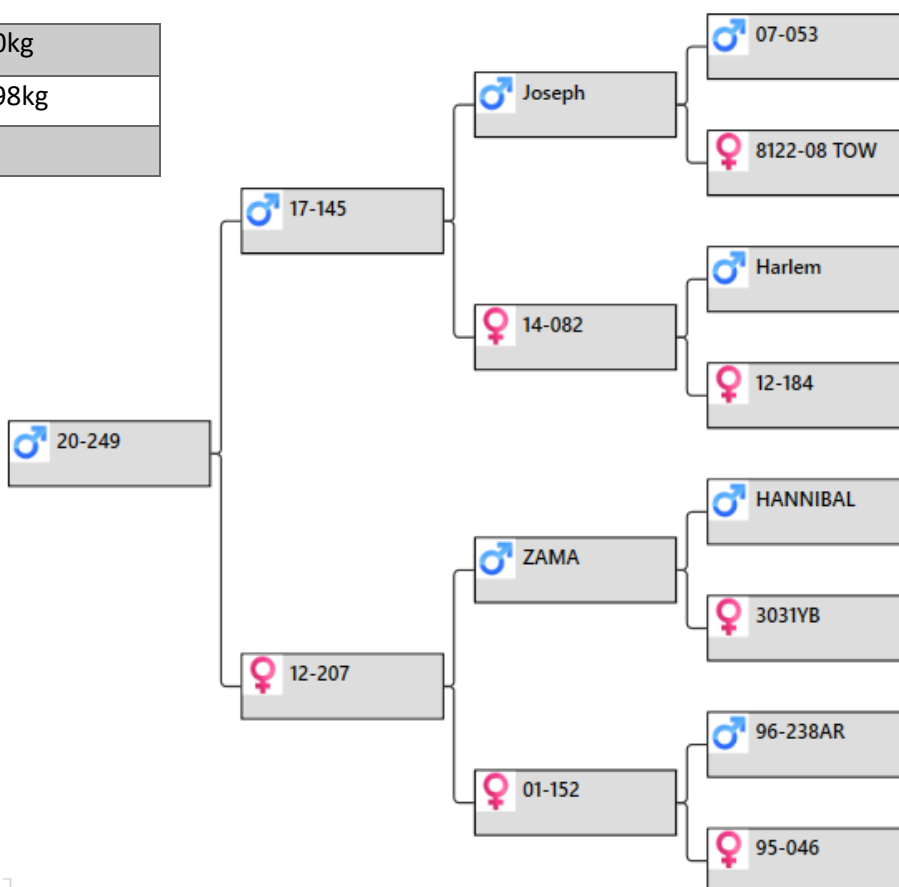 0kg
98kg
07-053
Joseph
8122-08 TOW
17-145
Harlem
14-082
12-184
20-249
HANNIBAL
ZAMA
3031YB
12-207
96-238AR
01-152
95-046